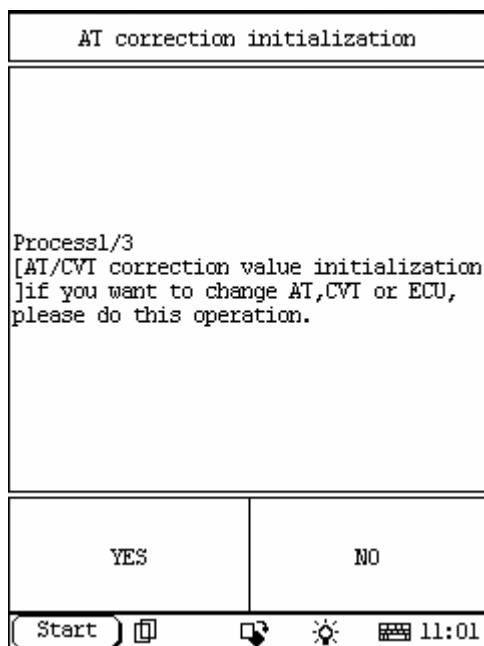 AT correction initialization
Process1/3
[AT/CVT correction value initialization
]if you want to change AT,CVT or ECU,
please do this operation.
YES NO
Start 11:01